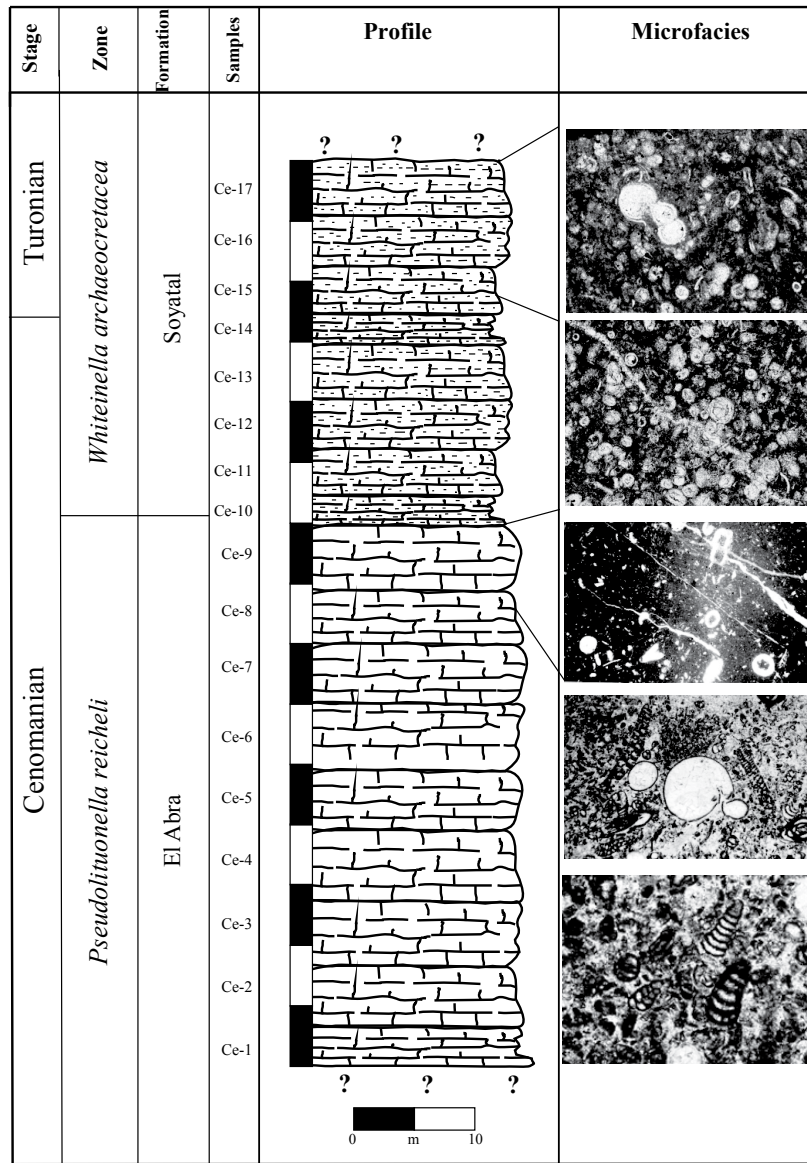 Stage
Zone
Formation
Samples
Profile
Microfacies
Turonian
Cenomanian
Whiteinella archaeocretacea
Pseudolituonella reicheli
Soyatal
El Abra
? ? ?
Ce-17
Ce-16
Ce-15
Ce-14
Ce-13
Ce-12
Ce-11
Ce-10
Ce-9
Ce-8
Ce-7
Ce-6
Ce-5
Ce-4
Ce-3
Ce-2
Ce-1
? ? ?
0 m 10